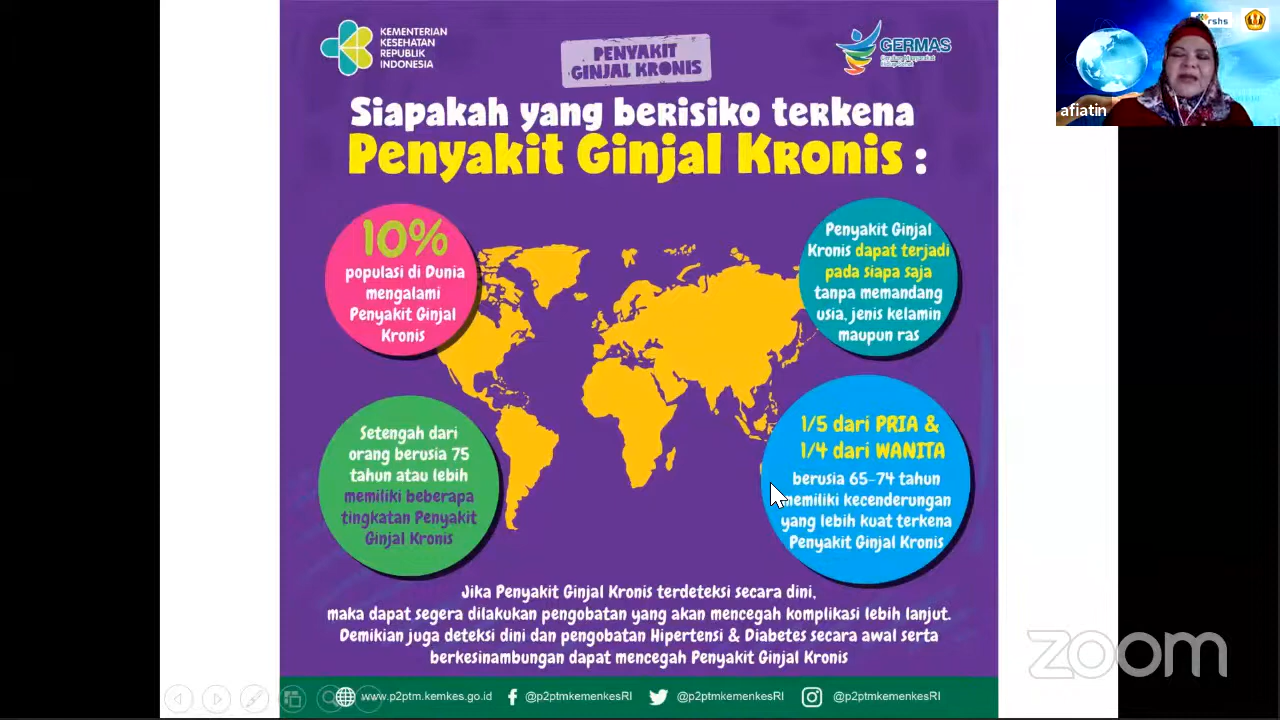 KEMENTERIAN
KESEHATAN
REPUBLIK
INDONESIA
PENYAKIT
GINJAL KRONIS
GERMAS
rshs
afiatin
Siapakah yang berisiko terkena
Penyakit Ginjal Kronis :
10%
populasi di Dunia
mengalami
Penyakit Ginjal
Kronis
Penyakit Ginjal
Kronis dapat terjadi
pada siapa saja
tanpa memandang
usia, jenis kelamin
maupun ras
Setengah dari
orang berusia 75
tahun atau lebih
memiliki beberapa
tingkatan Penyakit
Ginjal Kronis
1/5 dari PRIA &
1/4 dari WANITA
berusia 65-74 tahun
memiliki kecenderungan
yang lebih kuat terkena
Penyakit Ginjal Kronis
Jika Penyakit Ginjal Kronis terdeteksi secara dini,
maka dapat segera dilakukan pengobatan yang akan mencegah komplikasi lebih lanjut.
Demikian juga deteksi dini dan pengobatan Hipertensi & Diabetes secara awal serta
berkesinambungan dapat mencegah Penyakit Ginjal Kronis
zoom
www.p2ptm.kemkes.go.id @p2ptmkemenkesRI @p2ptmkemenkesRI @p2ptmkemenkesRI